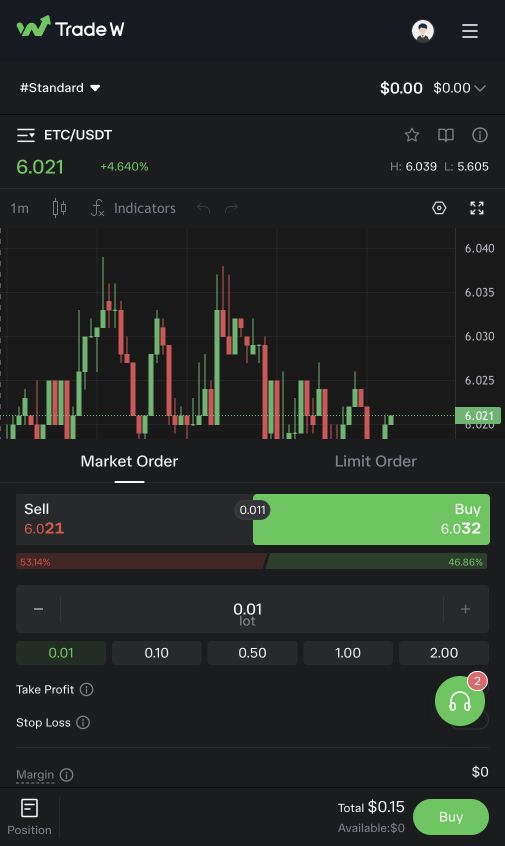 Trade W
#Standard $0.00 $0.00
ETC/USDT
6.021 +4.640% H: 6.039 L: 5.605
1m Indicators
6.040
6.035
6.030
6.025
6.021
6.020
Market Order Limit Order
Sell 0.011 Buy
6.021 6.032
53.14% 46.86%
− 0.01 +
lot
0.01 0.10 0.50 1.00 2.00
Take Profit
2
Stop Loss
Margin $0
Position Total $0.15 Buy
Available:$0